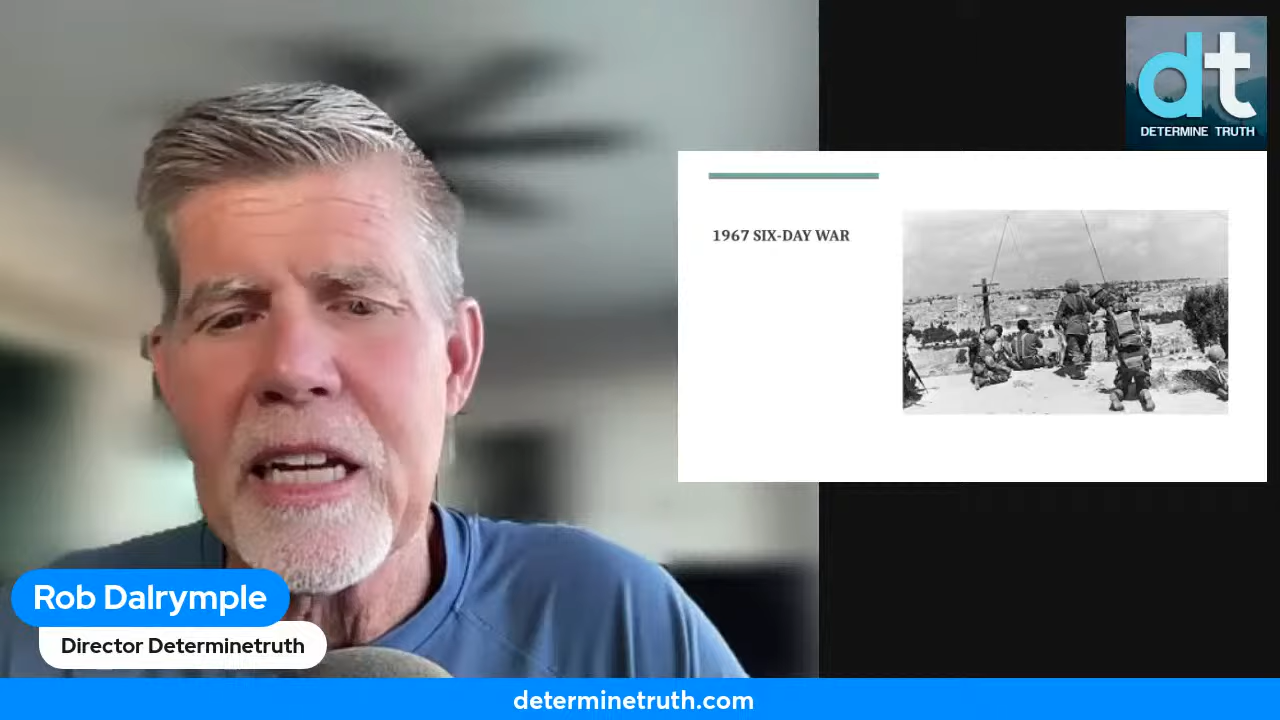 dt
DETERMINE TRUTH
1967 SIX-DAY WAR
Rob Dalrymple
Director Determinetruth
determinetruth.com